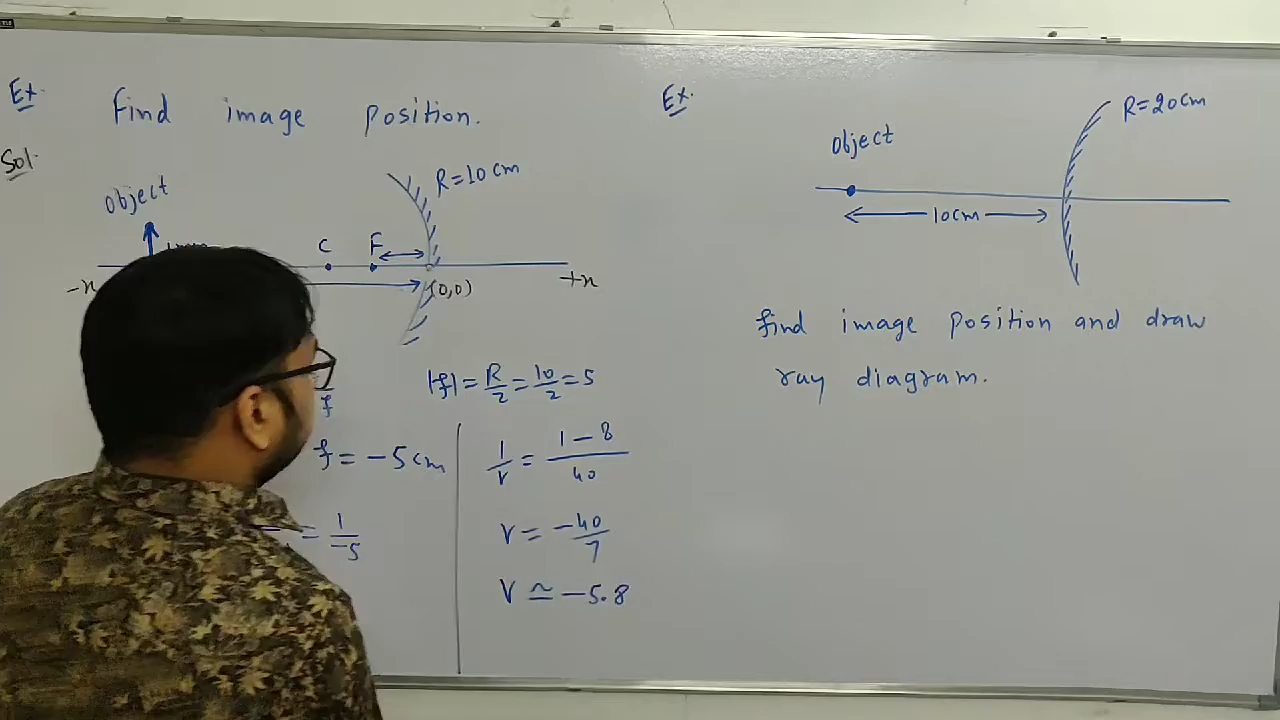 Ex.
Find image position.
Sol.
object
R=10cm
C
F
-x
(0,0)
+x
|f| = R/2 = 10/2 = 5
f
f = -5cm
= 1/-5
1/v = 1-8/40
v = -40/7
v ≃ -5.8
Ex.
object
R=20cm
10cm
find image position and draw
ray diagram.